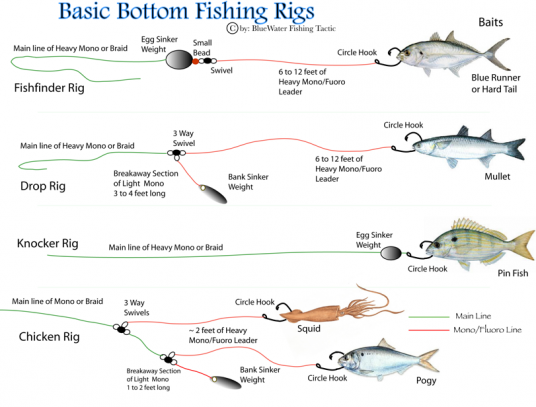 Basic Bottom Fishing Rigs
© by: BlueWater Fishing Tactic
Baits
Main line of Heavy Mono or Braid
Egg Sinker
Weight
Small
Bead
Swivel
6 to 12 feet of
Heavy Mono/Fuoro
Leader
Circle Hook
Blue Runner
or Hard Tail
Fishfinder Rig
Main line of Heavy Mono or Braid
3 Way
Swivel
Breakaway Section
of Light Mono
3 to 4 feet long
Bank Sinker
Weight
6 to 12 feet of
Heavy Mono/Fuoro
Leader
Circle Hook
Mullet
Drop Rig
Knocker Rig
Main line of Heavy Mono or Braid
Egg Sinker
Weight
Circle Hook
Pin Fish
Main line of Mono or Braid
3 Way
Swivels
Circle Hook
Squid
~ 2 feet of Heavy
Mono/Fuoro Leader
Main Line
Mono/Fluoro Line
Chicken Rig
Breakaway Section
of Light Mono
1 to 2 feet long
Bank Sinker
Weight
Circle Hook
Pogy